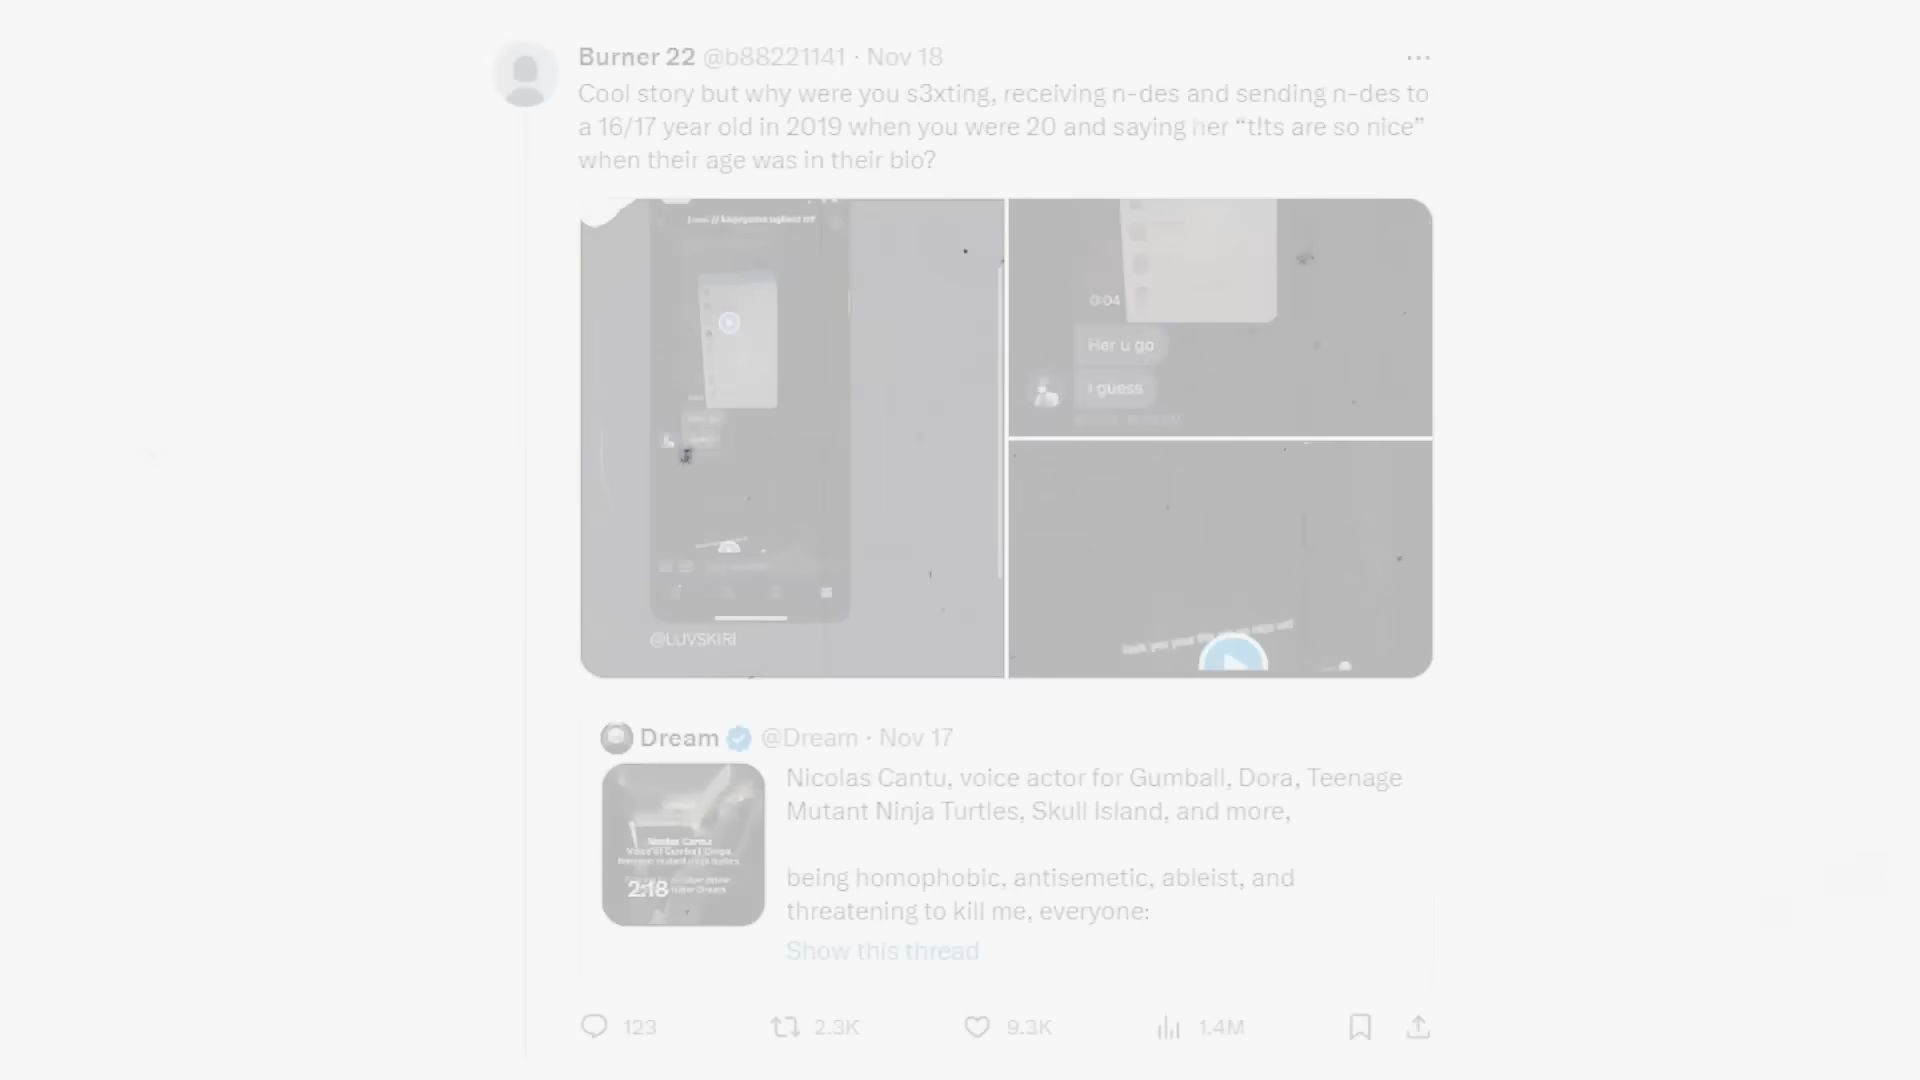 Burner 22 @b88221141 · Nov 18
Cool story but why were you s3xting, receiving n-des and sending n-des to
a 16/17 year old in 2019 when you were 20 and saying her “t!ts are so nice”
when their age was in their bio?
0:04
Her u go
I guess
@LUVSKIRI
Dream @Dream · Nov 17
Nicolas Cantu, voice actor for Gumball, Dora, Teenage
Mutant Ninja Turtles, Skull Island, and more,
being homophobic, antisemetic, ableist, and
threatening to kill me, everyone:
Nicolas Cantu
2:18
Show this thread
123 2.3K 9.3K 1.4M